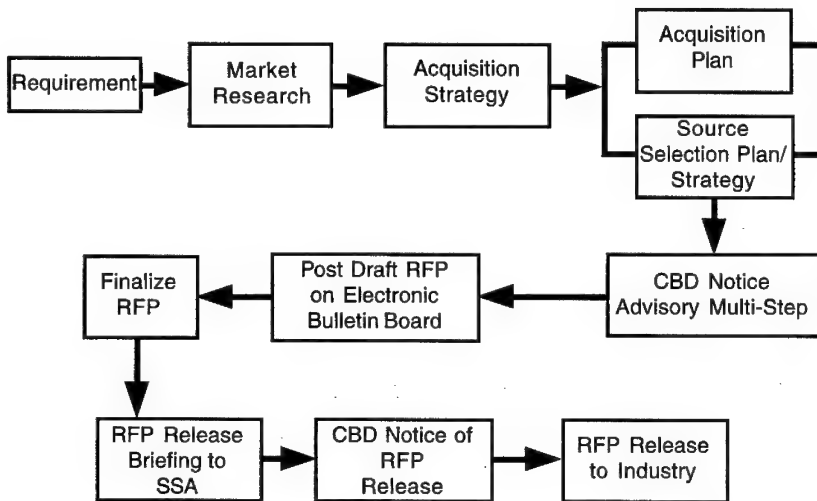 Requirement
Market
Research
Acquisition
Strategy
Acquisition
Plan
Source
Selection Plan/
Strategy
CBD Notice
Advisory Multi-Step
Post Draft RFP
on Electronic
Bulletin Board
Finalize
RFP
RFP Release
Briefing to
SSA
CBD Notice of
RFP
Release
RFP Release
to Industry